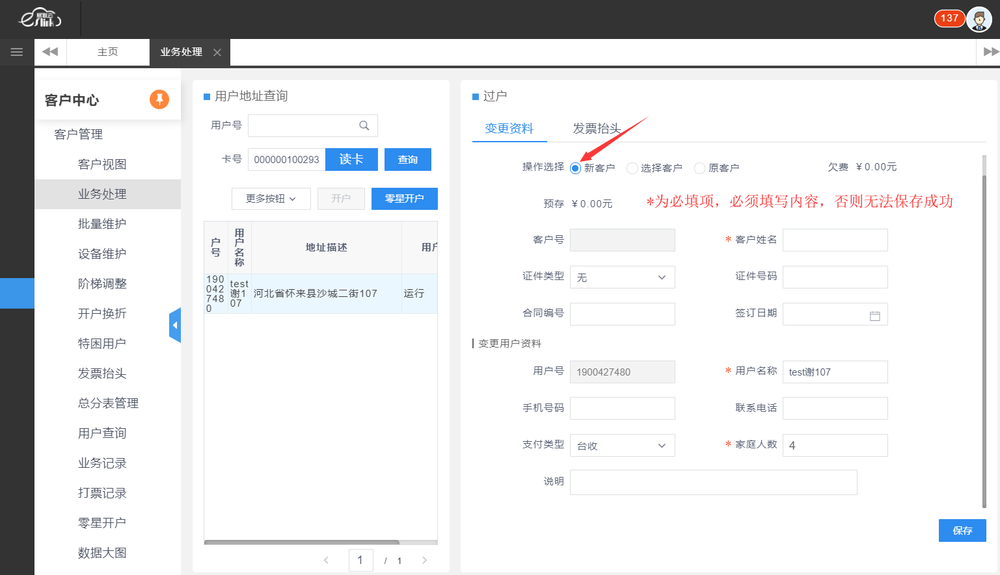 易联云
eslink
137
主页
业务处理
客户中心
客户管理
客户视图
业务处理
批量维护
设备维护
阶梯调整
开户换折
特困用户
发票抬头
总分表管理
用户查询
业务记录
打票记录
零星开户
数据大图
用户地址查询
用户号
卡号 000000100293 读卡 查询
更多按钮 开户 零星开户
户号 用户名称 地址描述 用户
1900427480 test谢107 河北省怀来县沙城二街107 运行
1 / 1
过户
变更资料 发票抬头
操作选择 新客户 选择客户 原客户 欠费 ¥0.00元
预存 ¥0.00元 *为必填项，必须填写内容，否则无法保存成功
客户号 * 客户姓名
证件类型 无 证件号码
合同编号 签订日期
变更用户资料
用户号 1900427480 * 用户名称 test谢107
手机号码 联系电话
支付类型 台收 * 家庭人数 4
说明
保存